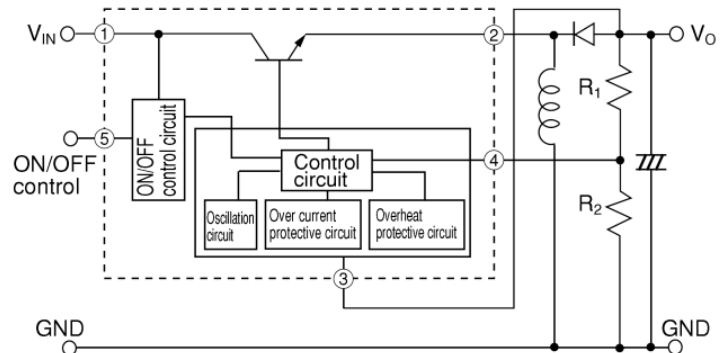 VIN
1
2
VO
R1
5
ON/OFF
control
ON/OFF
control circuit
Control
circuit
4
Oscillation
circuit
Over current
protective circuit
Overheat
protective circuit
R2
3
GND
GND